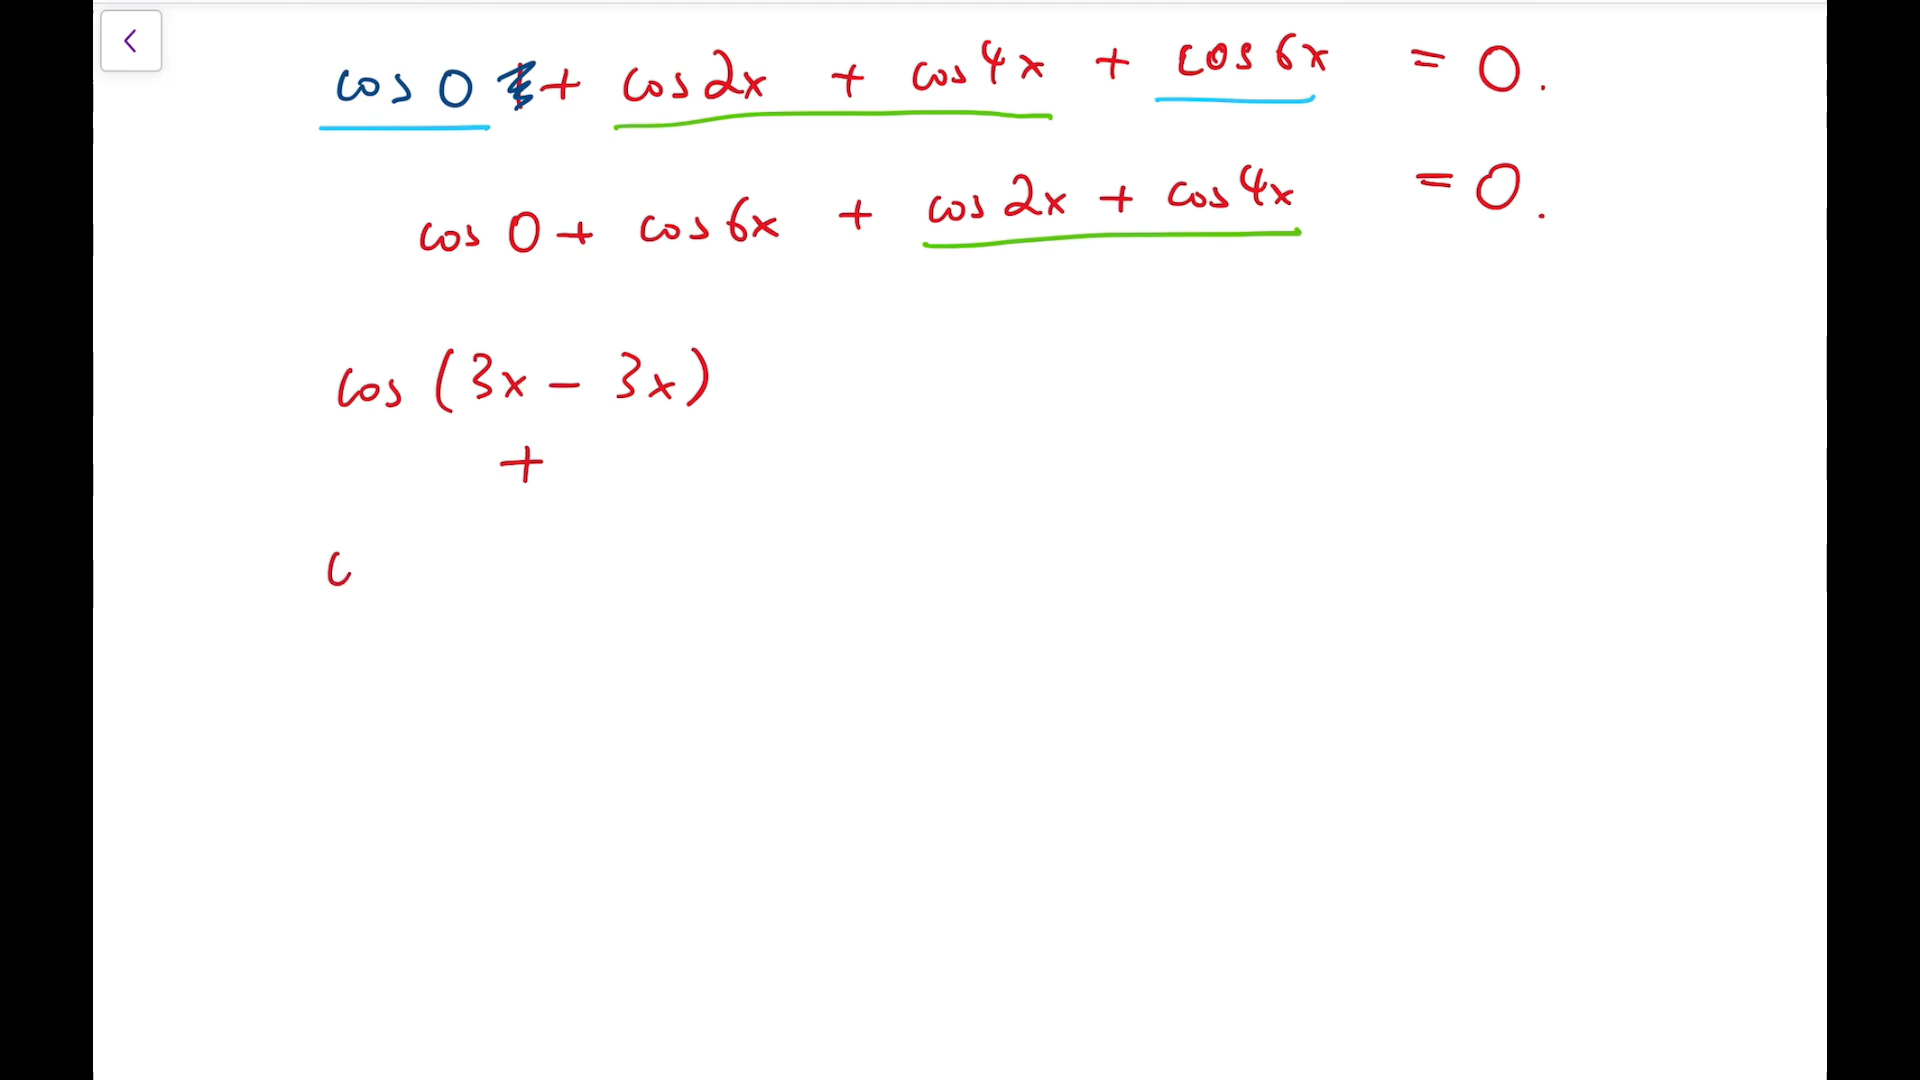 cos 0 + cos 2x + cos 4x + cos 6x = 0.
cos 0 + cos 6x + cos 2x + cos 4x = 0.
cos (3x - 3x)
+
c